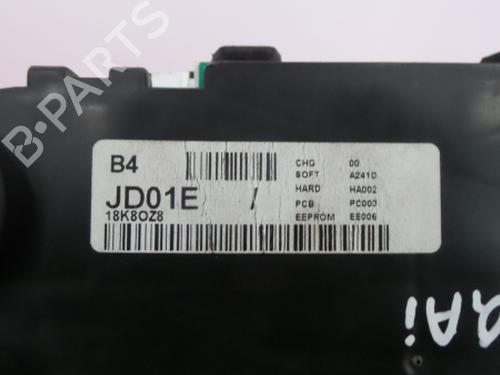 B-PARTS
B4
JD01E /
18K8OZ8
CHG 00
SOFT A241D
HARD HA002
PCB PC003
EEPROM EE006